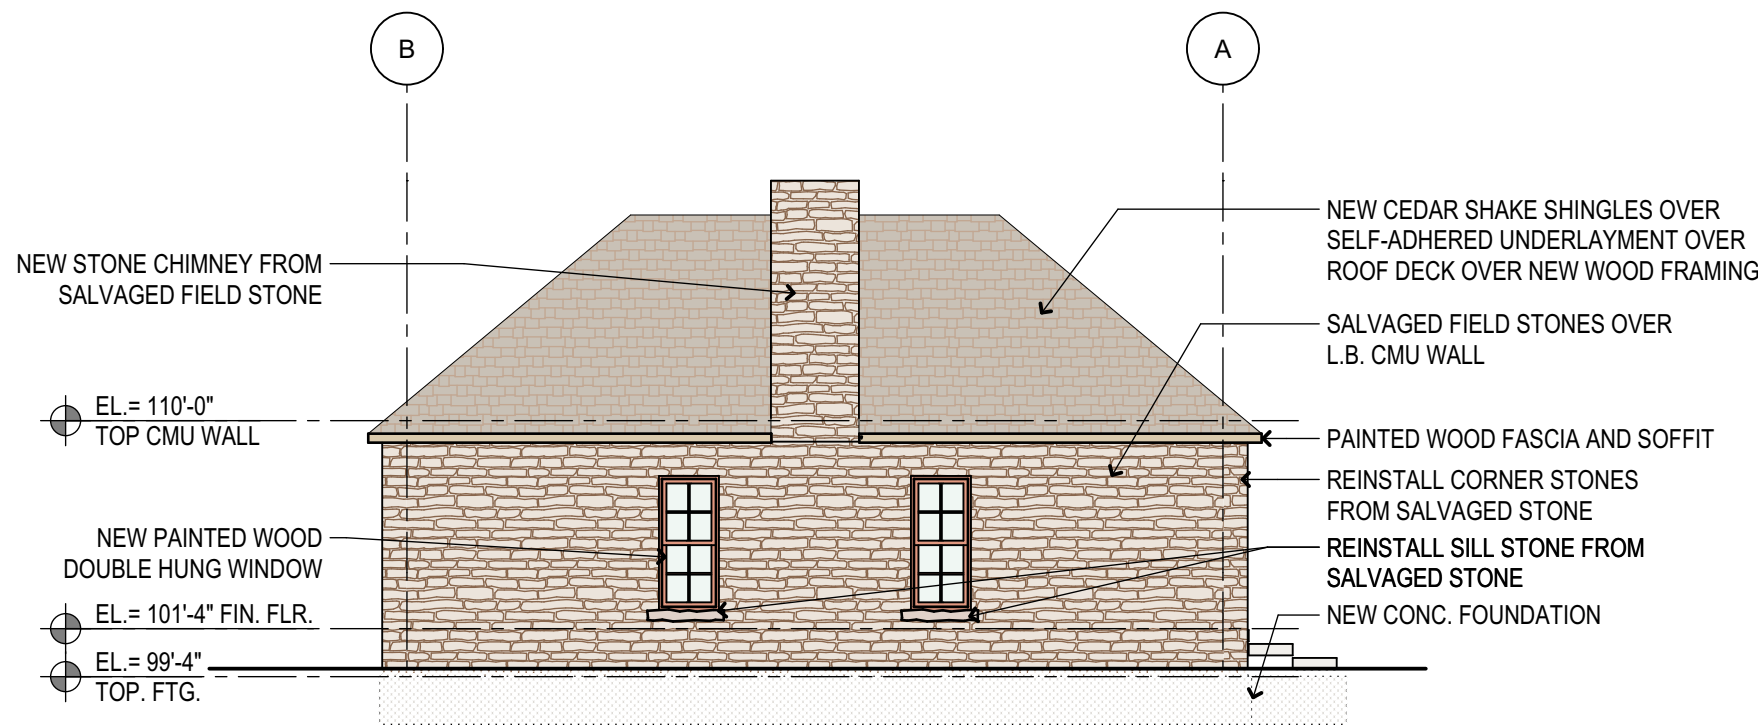 B
A
NEW CEDAR SHAKE SHINGLES OVER
SELF-ADHERED UNDERLAYMENT OVER
ROOF DECK OVER NEW WOOD FRAMING
NEW STONE CHIMNEY FROM
SALVAGED FIELD STONE
SALVAGED FIELD STONES OVER
L.B. CMU WALL
EL.= 110'-0"
TOP CMU WALL
PAINTED WOOD FASCIA AND SOFFIT
REINSTALL CORNER STONES
FROM SALVAGED STONE
NEW PAINTED WOOD
DOUBLE HUNG WINDOW
REINSTALL SILL STONE FROM
SALVAGED STONE
EL.= 101'-4" FIN. FLR.
NEW CONC. FOUNDATION
EL.= 99'-4"
TOP. FTG.